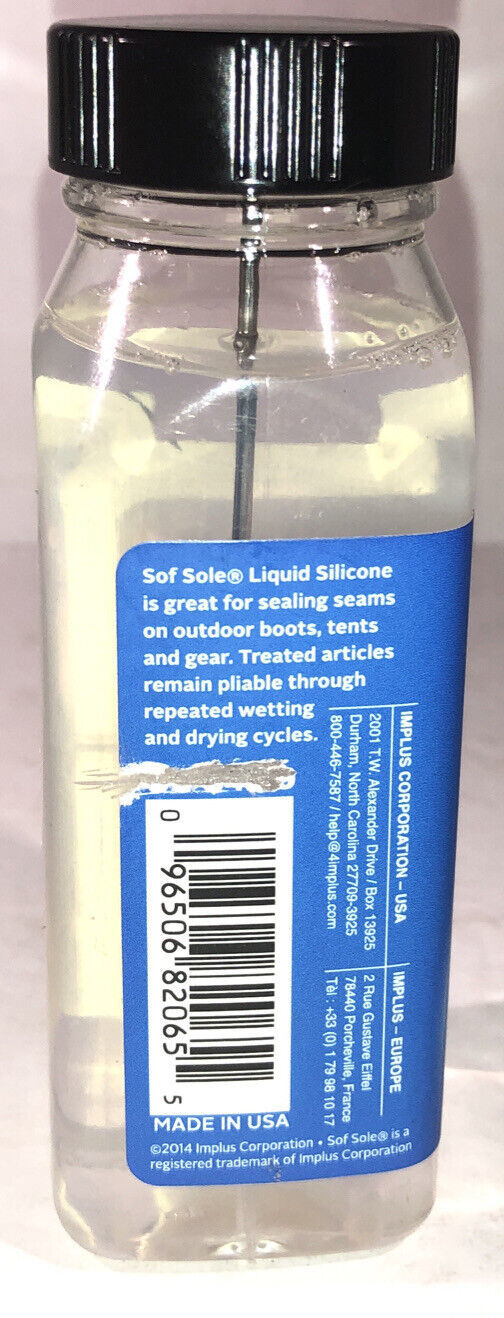 Sof Sole® Liquid Silicone
is great for sealing seams
on outdoor boots, tents
and gear. Treated articles
remain pliable through
repeated wetting
and drying cycles.
IMPLUS CORPORATION – USA
2001 T.W. Alexander Drive / Box 13925
Durham, North Carolina 27709-3925
800-446-7587 / help@4implus.com
IMPLUS – EUROPE
2 Rue Gustave Eiffel
78440 Porcheville, France
Tél : +33 (0) 1 79 98 10 17
0 96506 82065 5
MADE IN USA
©2014 Implus Corporation • Sof Sole® is a
registered trademark of Implus Corporation